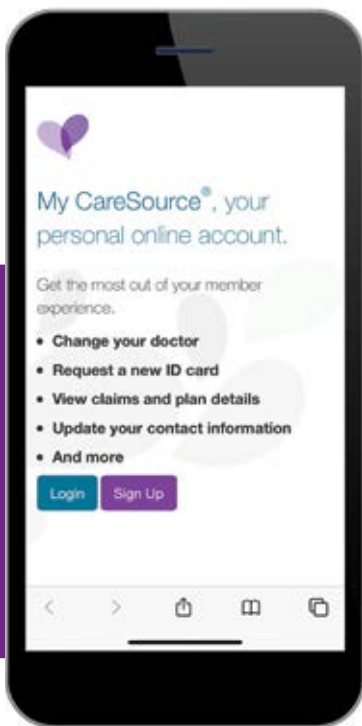 My CareSource®, your
personal online account.
Get the most out of your member
experience.
• Change your doctor
• Request a new ID card
• View claims and plan details
• Update your contact information
• And more
Login Sign Up